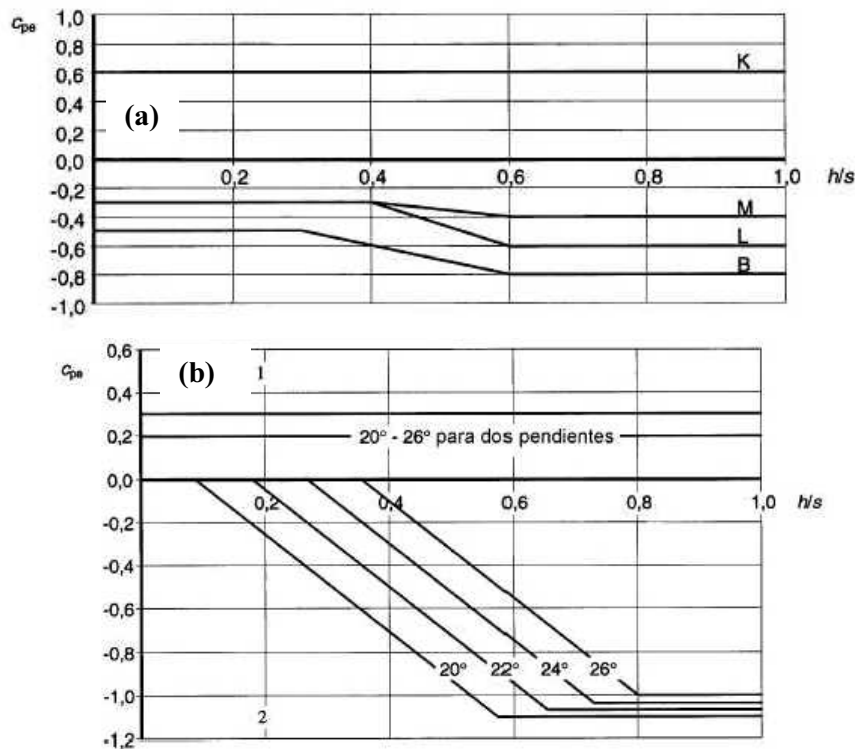 cpe
1,0
0,8
0,6
0,4
0,2
0,0
-0,2
-0,4
-0,6
-0,8
-1,0
(a)
K
0,2 0,4 0,6 0,8 1,0 h/s
M
L
B
cpe
0,6
0,4
0,2
0,0
-0,2
-0,4
-0,6
-0,8
-1,0
-1,2
(b)
1
20° - 26° para dos pendientes
0,2 0,4 0,6 0,8 1,0 h/s
20° 22° 24° 26°
2